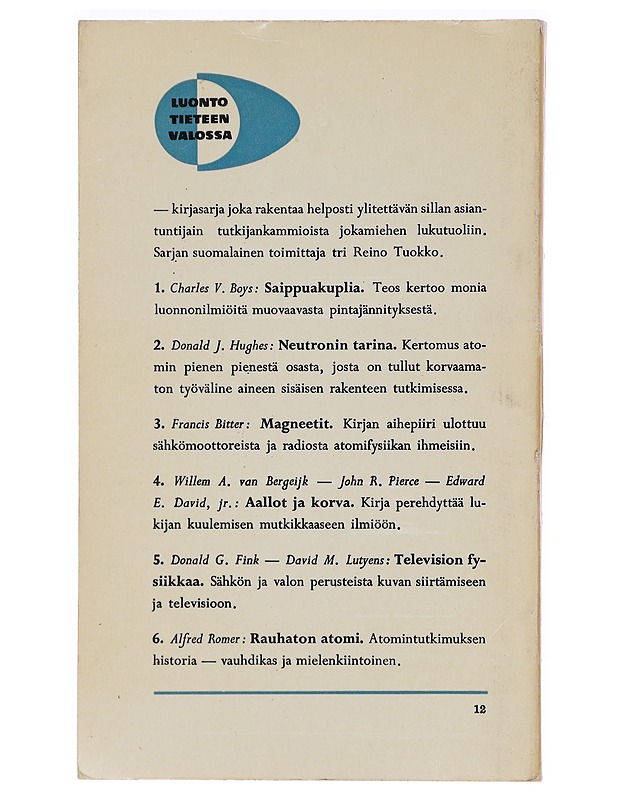 LUONTO
TIETEEN
VALOSSA
— kirjasarja joka rakentaa helposti ylitettävän sillan asian-
tuntijain tutkijankammioista jokamiehen lukutuoliin.
Sarjan suomalainen toimittaja tri Reino Tuokko.
1. Charles V. Boys: Saippuakuplia. Teos kertoo monia
luonnonilmiöitä muovaavasta pintajännityksestä.
2. Donald J. Hughes: Neutronin tarina. Kertomus ato-
min pienen pienestä osasta, josta on tullut korvaama-
ton työväline aineen sisäisen rakenteen tutkimisessa.
3. Francis Bitter: Magneetit. Kirjan aihepiiri ulottuu
sähkömoottoreista ja radiosta atomifysiikan ihmeisiin.
4. Willem A. van Bergeijk — John R. Pierce — Edward
E. David, jr.: Aallot ja korva. Kirja perehdyttää lu-
kijan kuulemisen mutkikkaaseen ilmiöön.
5. Donald G. Fink — David M. Lutyens: Television fy-
siikkaa. Sähkön ja valon perusteista kuvan siirtämiseen
ja televisioon.
6. Alfred Romer: Rauhaton atomi. Atomintutkimuksen
historia — vauhdikas ja mielenkiintoinen.
12